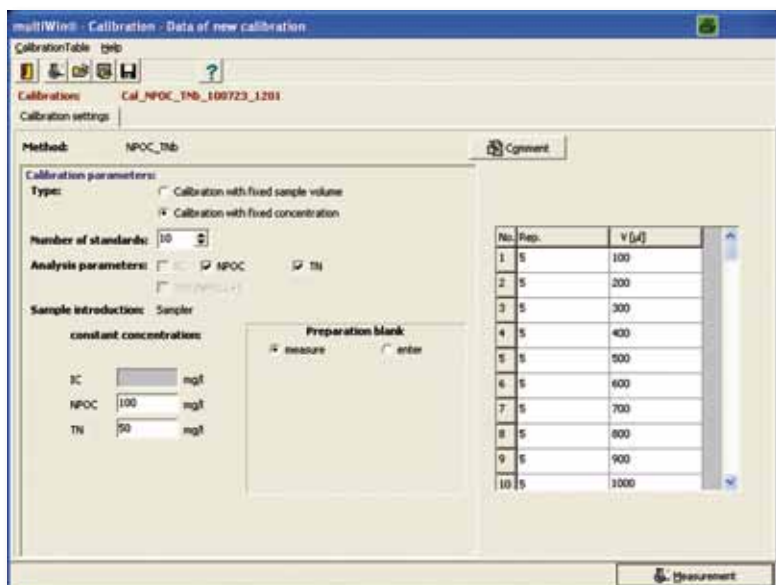 multiWin® - Calibration - Data of new calibration
CalibrationTable Help
?
Calibration: Cal_NPOC_TNb_100723_1201
Calibration settings
Method: NPOC_TNb
Comment
Calibration parameters:
Type: Calibration with fixed sample volume
Calibration with fixed concentration
Number of standards: 10
Analysis parameters: IC NPOC TN
Sample introduction: Sampler
constant concentration:
IC mg/l
NPOC 100 mg/l
TN 50 mg/l
Preparation blank
measure enter
No. Rep. V [µl]
1 5 100
2 5 200
3 5 300
4 5 400
5 5 500
6 5 600
7 5 700
8 5 800
9 5 900
10 5 1000
Measurement